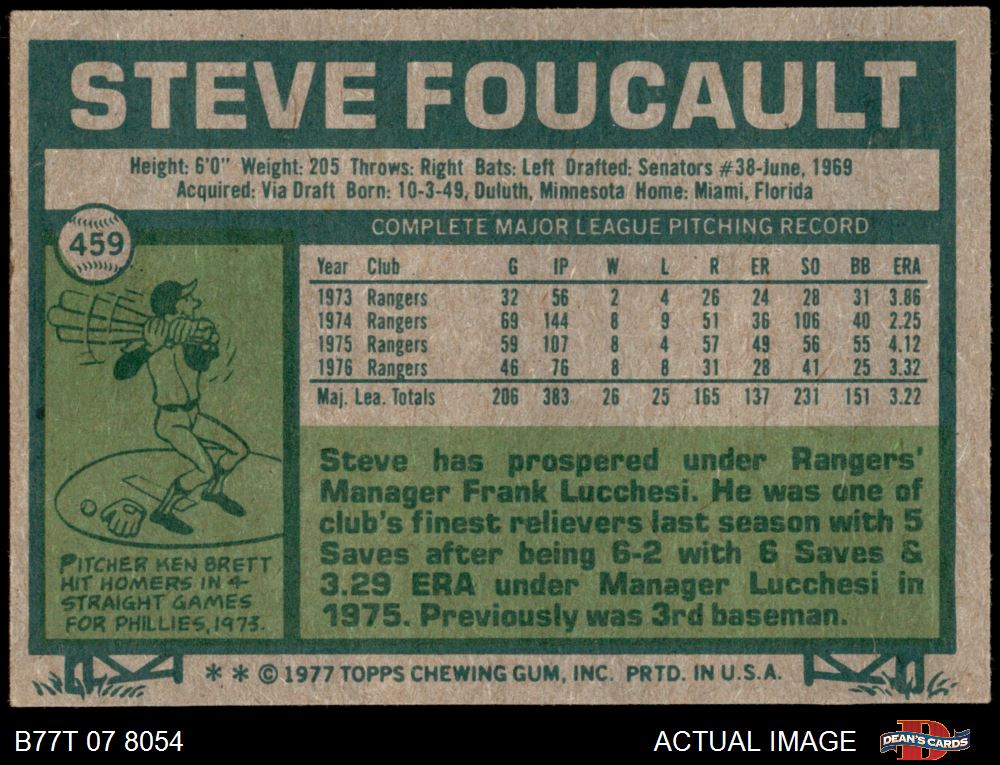 STEVE FOUCAULT
Height: 6'0" Weight: 205 Throws: Right Bats: Left Drafted: Senators #38-June, 1969
Acquired: Via Draft Born: 10-3-49, Duluth, Minnesota Home: Miami, Florida
459
COMPLETE MAJOR LEAGUE PITCHING RECORD
Year Club G IP W L R ER SO BB ERA
1973 Rangers 32 56 2 4 26 24 28 31 3.86
1974 Rangers 69 144 8 9 51 36 106 40 2.25
1975 Rangers 59 107 8 4 57 49 56 55 4.12
1976 Rangers 46 76 8 8 31 28 41 25 3.32
Maj. Lea. Totals 206 383 26 25 165 137 231 151 3.22
PITCHER KEN BRETT
HIT HOMERS IN 4-
STRAIGHT GAMES
FOR PHILLIES, 1973.
Steve has prospered under Rangers'
Manager Frank Lucchesi. He was one of
club's finest relievers last season with 5
Saves after being 6-2 with 6 Saves &
3.29 ERA under Manager Lucchesi in
1975. Previously was 3rd baseman.
* * © 1977 TOPPS CHEWING GUM, INC. PRTD. IN U.S.A.
B77T 07 8054
ACTUAL IMAGE
DEAN'S CARDS